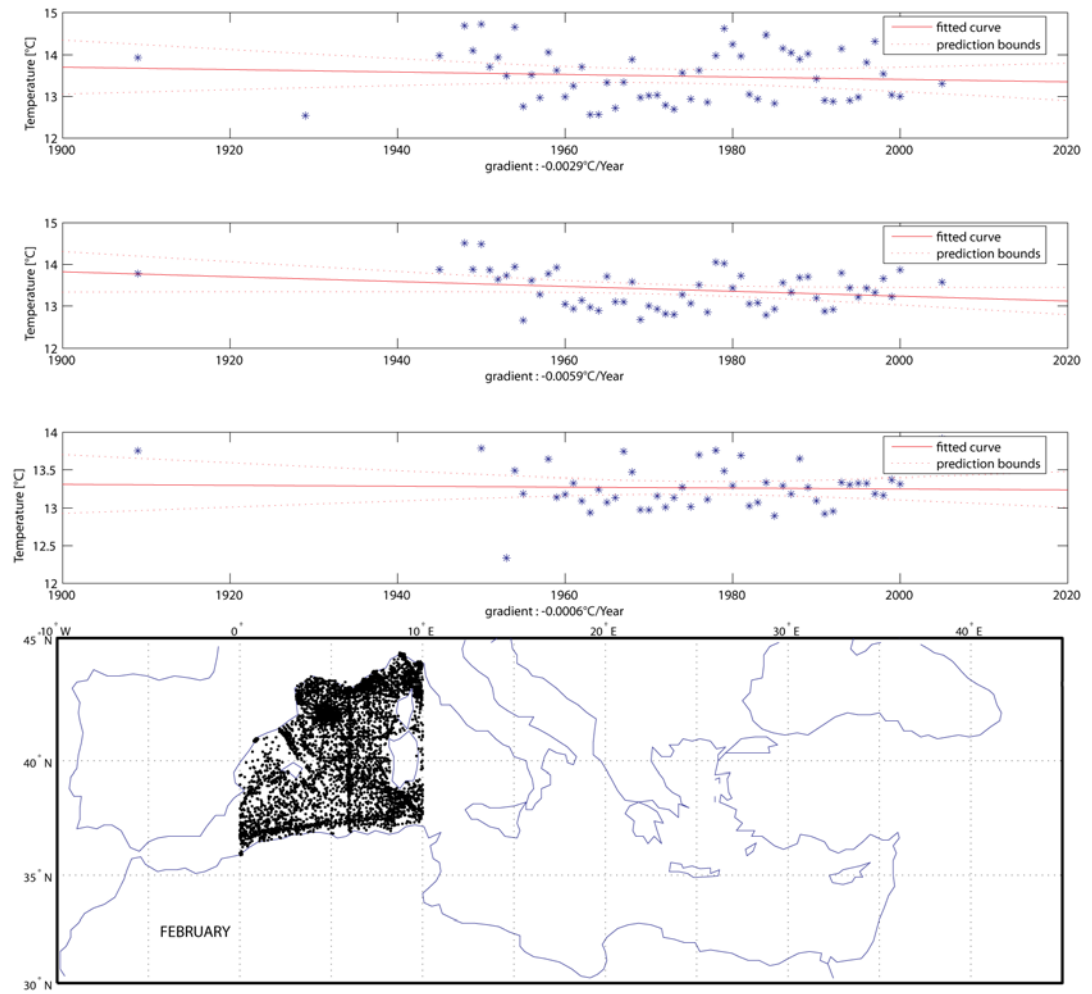 15
14
13
12
Temperature [°C]
fitted curve
prediction bounds
1900 1920 1940 1960 1980 2000 2020
gradient : -0.0029°C/Year
15
14
13
12
Temperature [°C]
fitted curve
prediction bounds
1900 1920 1940 1960 1980 2000 2020
gradient : -0.0059°C/Year
14
13.5
13
12.5
12
Temperature [°C]
fitted curve
prediction bounds
1900 1920 1940 1960 1980 2000 2020
gradient : -0.0006°C/Year
-10° W 0° 10° E 20° E 30° E 40° E
45° N
40° N
35° N
30° N
FEBRUARY